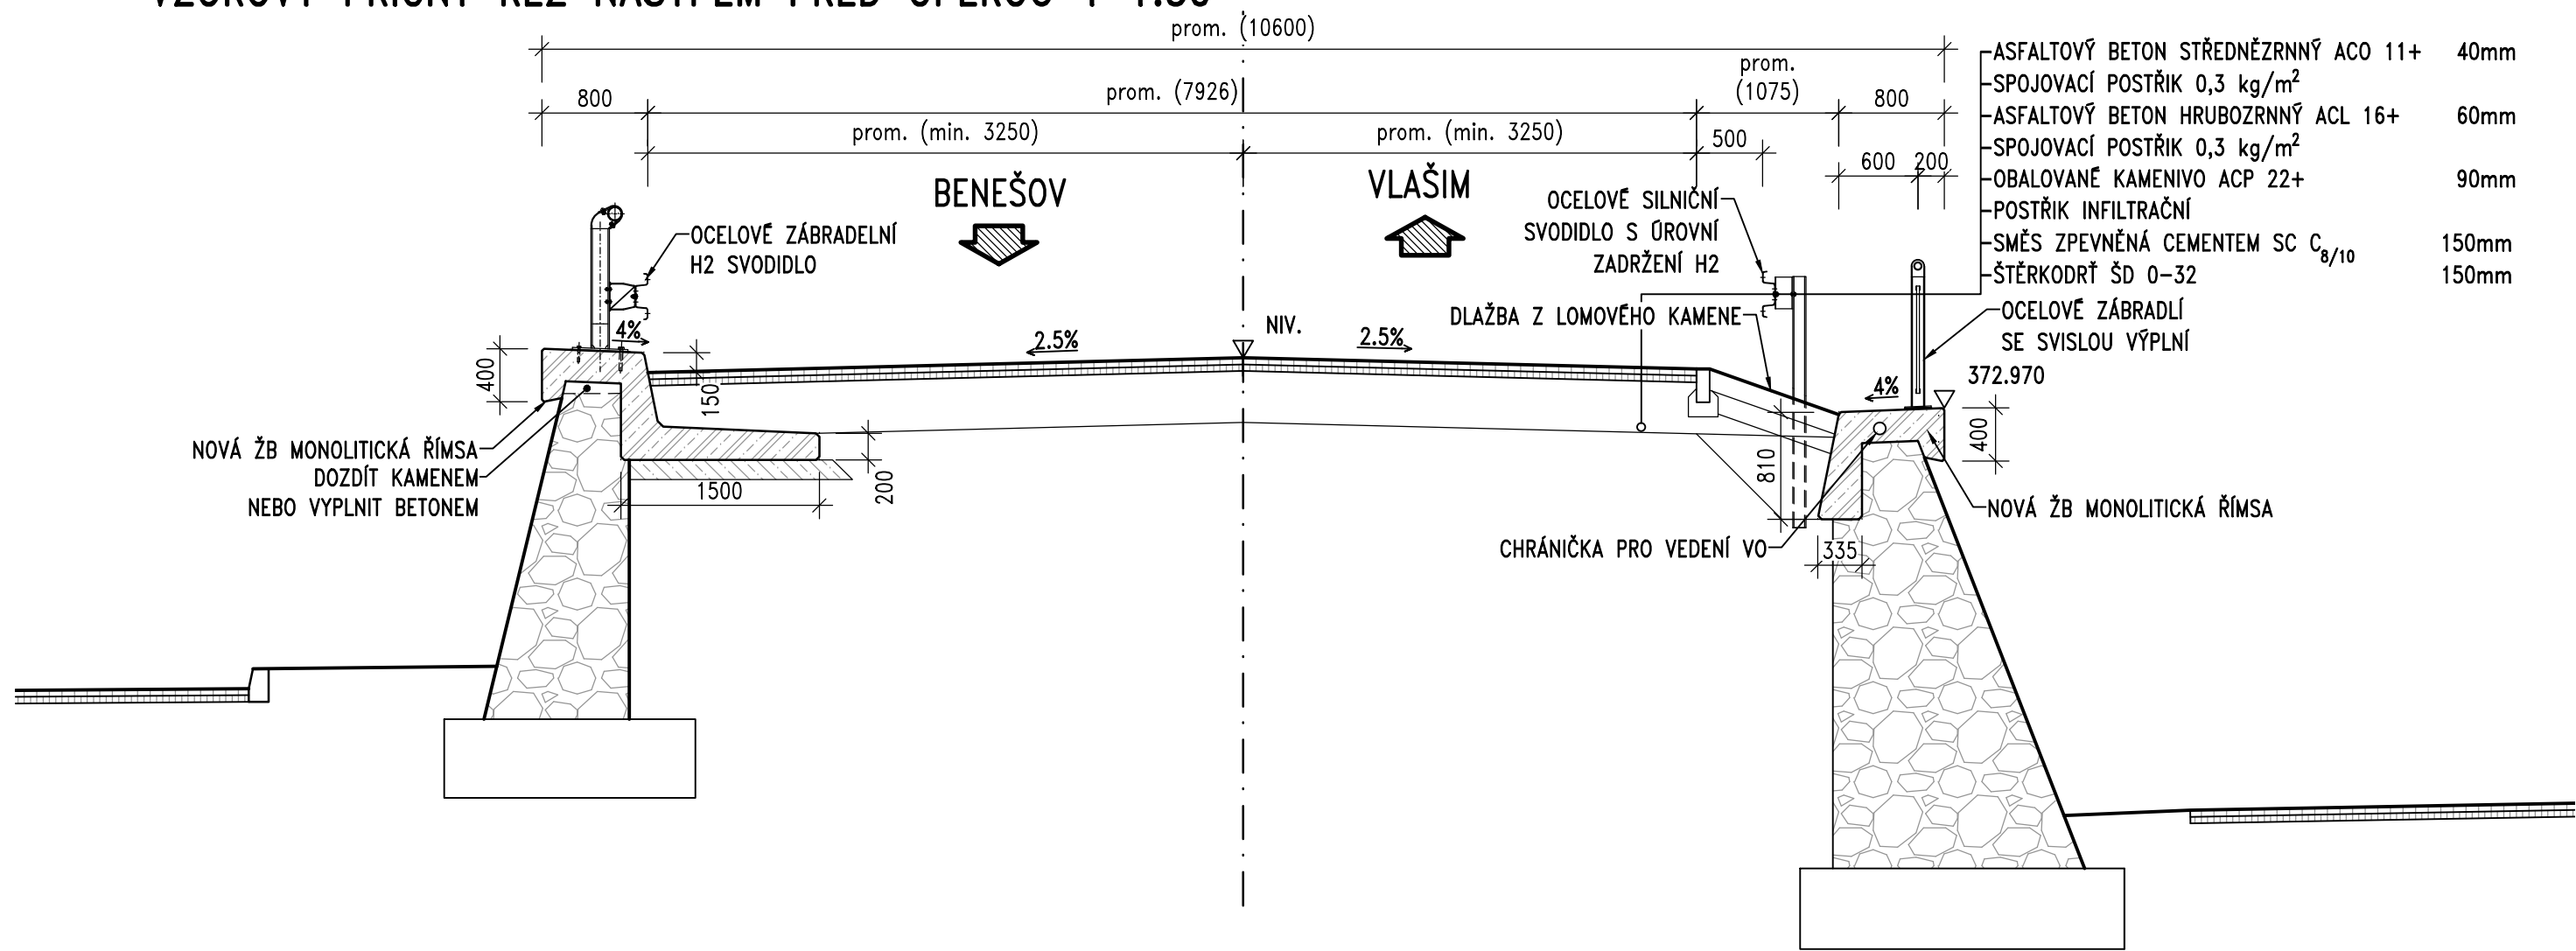 prom. (10600)
800
prom. (7926)
prom.
(1075)
800
prom. (min. 3250)
prom. (min. 3250)
500
600
200
ASFALTOVÝ BETON STŘEDNĚZRNNÝ ACO 11+ 40mm
SPOJOVACÍ POSTŘIK 0,3 kg/m²
ASFALTOVÝ BETON HRUBOZRNNÝ ACL 16+ 60mm
SPOJOVACÍ POSTŘIK 0,3 kg/m²
OBALOVANÉ KAMENIVO ACP 22+ 90mm
POSTŘIK INFILTRAČNÍ
SMĚS ZPEVNĚNÁ CEMENTEM SC C8/10 150mm
ŠTĚRKODRŤ ŠD 0-32 150mm
BENEŠOV
VLAŠIM
OCELOVÉ SILNIČNÍ
SVODIDLO S ÚROVNÍ
ZADRŽENÍ H2
OCELOVÉ ZÁBRADELNÍ
H2 SVODIDLO
DLAŽBA Z LOMOVÉHO KAMENE
OCELOVÉ ZÁBRADLÍ
SE SVISLOU VÝPLNÍ
372.970
4%
2.5%
NIV.
2.5%
4%
400
150
400
NOVÁ ŽB MONOLITICKÁ ŘÍMSA
DOZDÍT KAMENEM
NEBO VYPLNIT BETONEM
1500
200
810
NOVÁ ŽB MONOLITICKÁ ŘÍMSA
CHRÁNIČKA PRO VEDENÍ VO
335